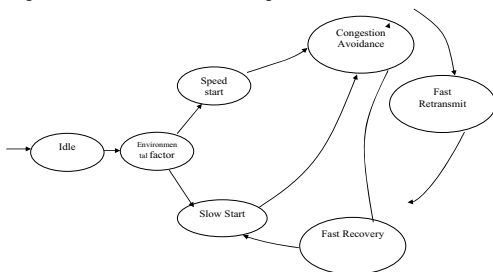 Congestion
Avoidance
Speed
start
Fast
Retransmit
Idle
Environmen
tal factor
Slow Start
Fast Recovery